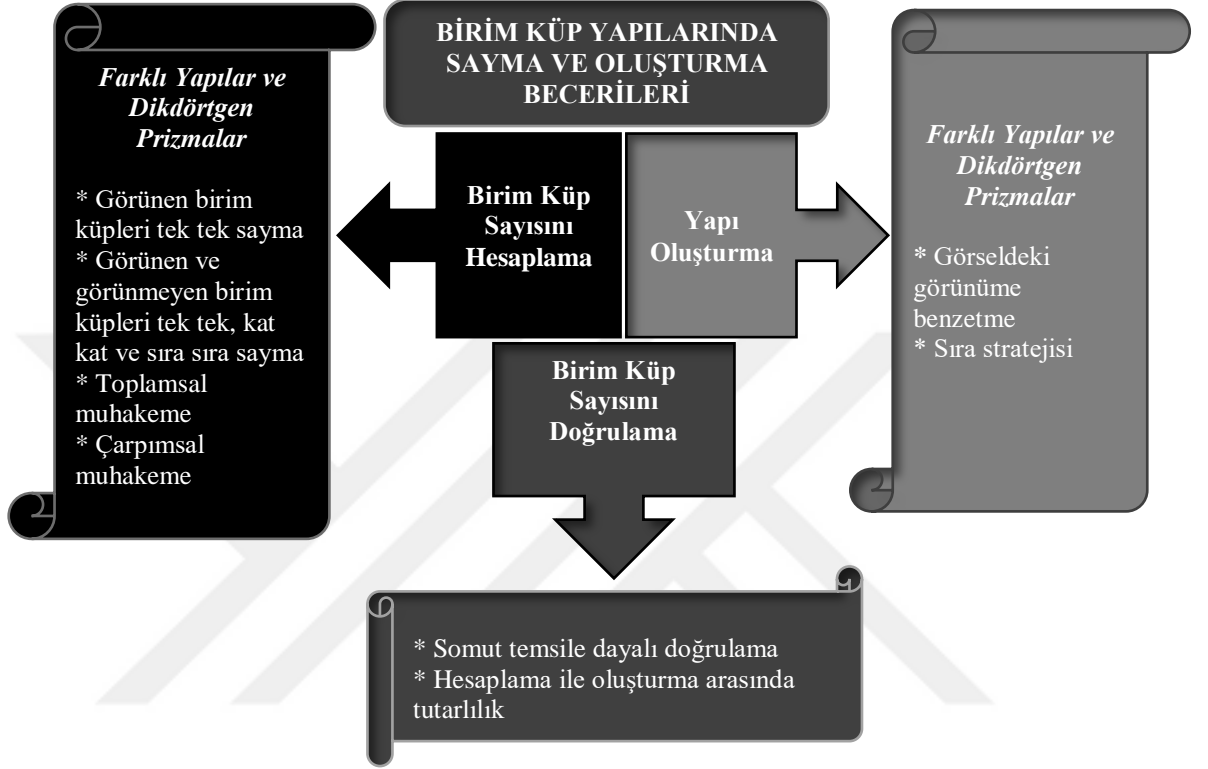 BİRİM KÜP YAPILARINDA
SAYMA VE OLUŞTURMA
BECERİLERİ
Farklı Yapılar ve
Dikdörtgen
Prizmalar
* Görünen birim
küpleri tek tek sayma
* Görünen ve
görünmeyen birim
küpleri tek tek, kat
kat ve sıra sıra sayma
* Toplamsal
muhakeme
* Çarpımsal
muhakeme
Birim Küp
Sayısını
Hesaplama
Yapı
Oluşturma
Farklı Yapılar ve
Dikdörtgen
Prizmalar
* Görseldeki
görünüme
benzetme
* Sıra stratejisi
Birim Küp
Sayısını
Doğrulama
* Somut temsile dayalı doğrulama
* Hesaplama ile oluşturma arasında
tutarlılık